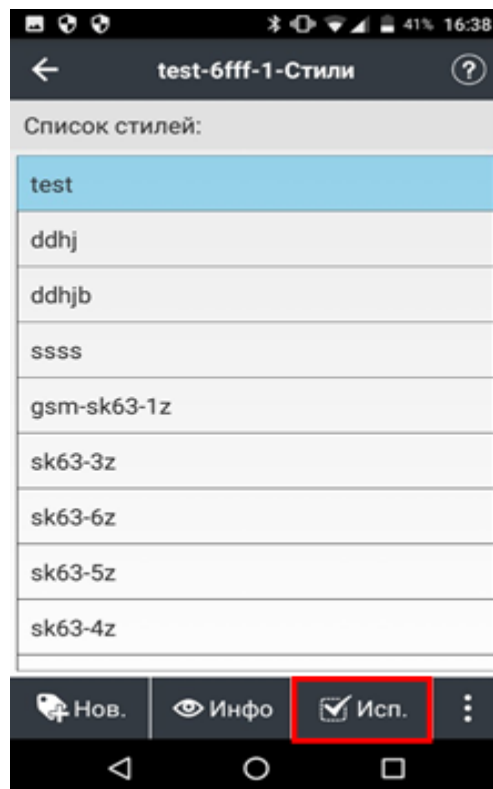 41% 16:38
test-6fff-1-Стили ?
Список стилей:
test
ddhj
ddhjb
ssss
gsm-sk63-1z
sk63-3z
sk63-6z
sk63-5z
sk63-4z
Нов. Инфо Исп.